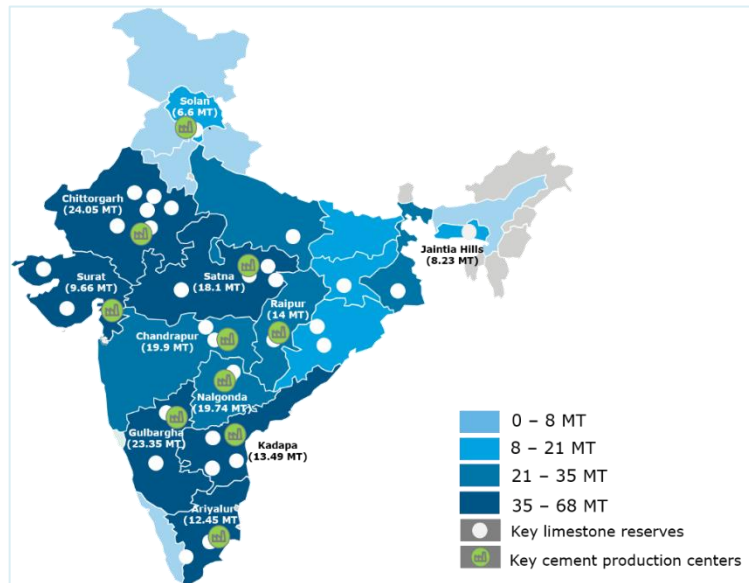 Solan
(6.6 MT)
Chittorgarh
(24.05 MT)
Jaintia Hills
(8.23 MT)
Surat
(9.66 MT)
Satna
(18.1 MT)
Raipur
(14 MT)
Chandrapur
(19.9 MT)
Nalgonda
(19.74 MT)
Gulbargha
(23.35 MT)
Kadapa
(13.49 MT)
Ariyalur
(12.45 MT
0 – 8 MT
8 – 21 MT
21 – 35 MT
35 – 68 MT
Key limestone reserves
Key cement production centers